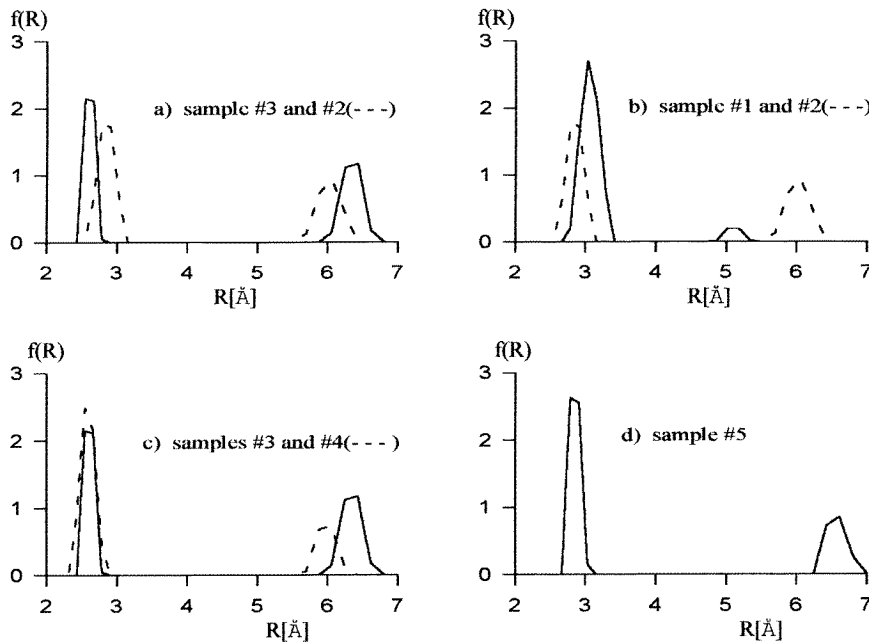 f(R)
3
2
1
0
a) sample #3 and #2(- - -)
2 3 4 5 6 7
R[Å]
f(R)
3
2
1
0
b) sample #1 and #2(- - -)
2 3 4 5 6 7
R[Å]
f(R)
3
2
1
0
c) samples #3 and #4(- - -)
2 3 4 5 6 7
R[Å]
f(R)
3
2
1
0
d) sample #5
2 3 4 5 6 7
R[Å]